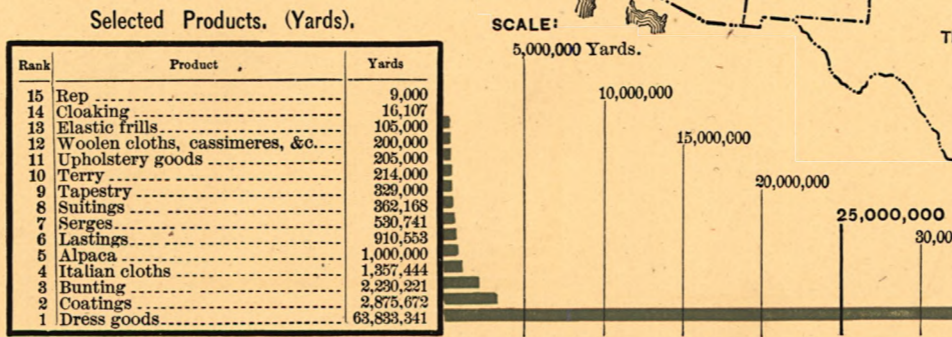 Selected Products. (Yards).
Rank Product Yards
15 Rep 9,000
14 Cloaking 16,107
13 Elastic frills 105,000
12 Woolen cloths, cassimeres, &c. 200,000
11 Upholstery goods 205,000
10 Terry 214,000
9 Tapestry 329,000
8 Suitings 362,168
7 Serges 530,741
6 Lastings 910,553
5 Alpaca 1,000,000
4 Italian cloths 1,357,444
3 Bunting 2,230,221
2 Coatings 2,875,672
1 Dress goods 63,833,341
SCALE:
5,000,000 Yards.
10,000,000
15,000,000
20,000,000
25,000,000
30,00
T